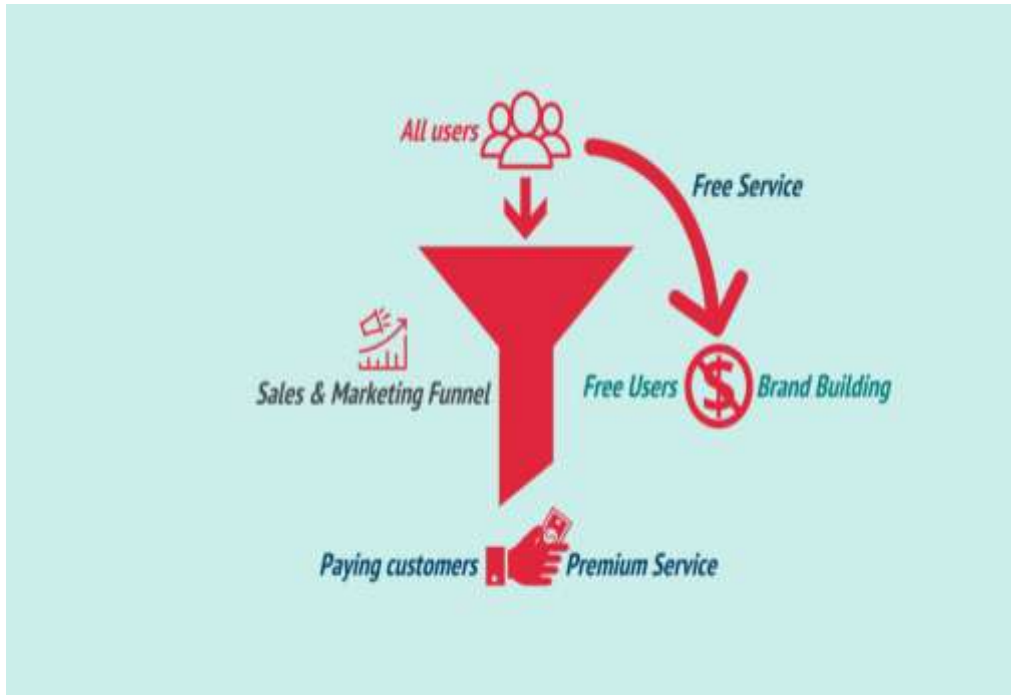 All users
Free Service
Sales & Marketing Funnel
Free Users
$
Brand Building
Paying customers
Premium Service